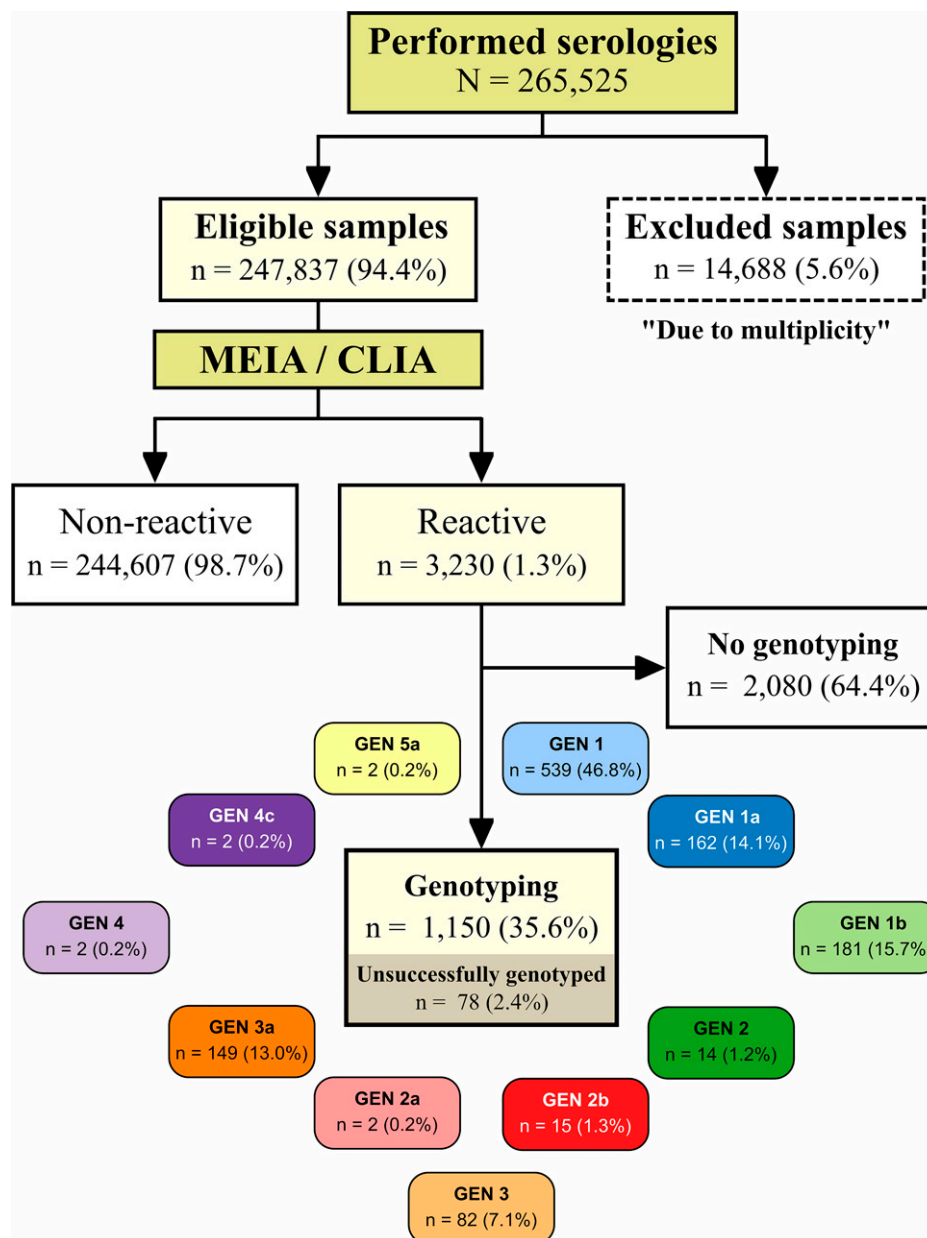 Performed serologies
N = 265,525
Eligible samples
n = 247,837 (94.4%)
Excluded samples
n = 14,688 (5.6%)
"Due to multiplicity"
MEIA / CLIA
Non-reactive
n = 244,607 (98.7%)
Reactive
n = 3,230 (1.3%)
No genotyping
n = 2,080 (64.4%)
GEN 5a
n = 2 (0.2%)
GEN 1
n = 539 (46.8%)
GEN 4c
n = 2 (0.2%)
GEN 1a
n = 162 (14.1%)
Genotyping
n = 1,150 (35.6%)
Unsuccessfully genotyped
n = 78 (2.4%)
GEN 4
n = 2 (0.2%)
GEN 1b
n = 181 (15.7%
GEN 3a
n = 149 (13.0%)
GEN 2
n = 14 (1.2%)
GEN 2a
n = 2 (0.2%)
GEN 2b
n = 15 (1.3%)
GEN 3
n = 82 (7.1%)